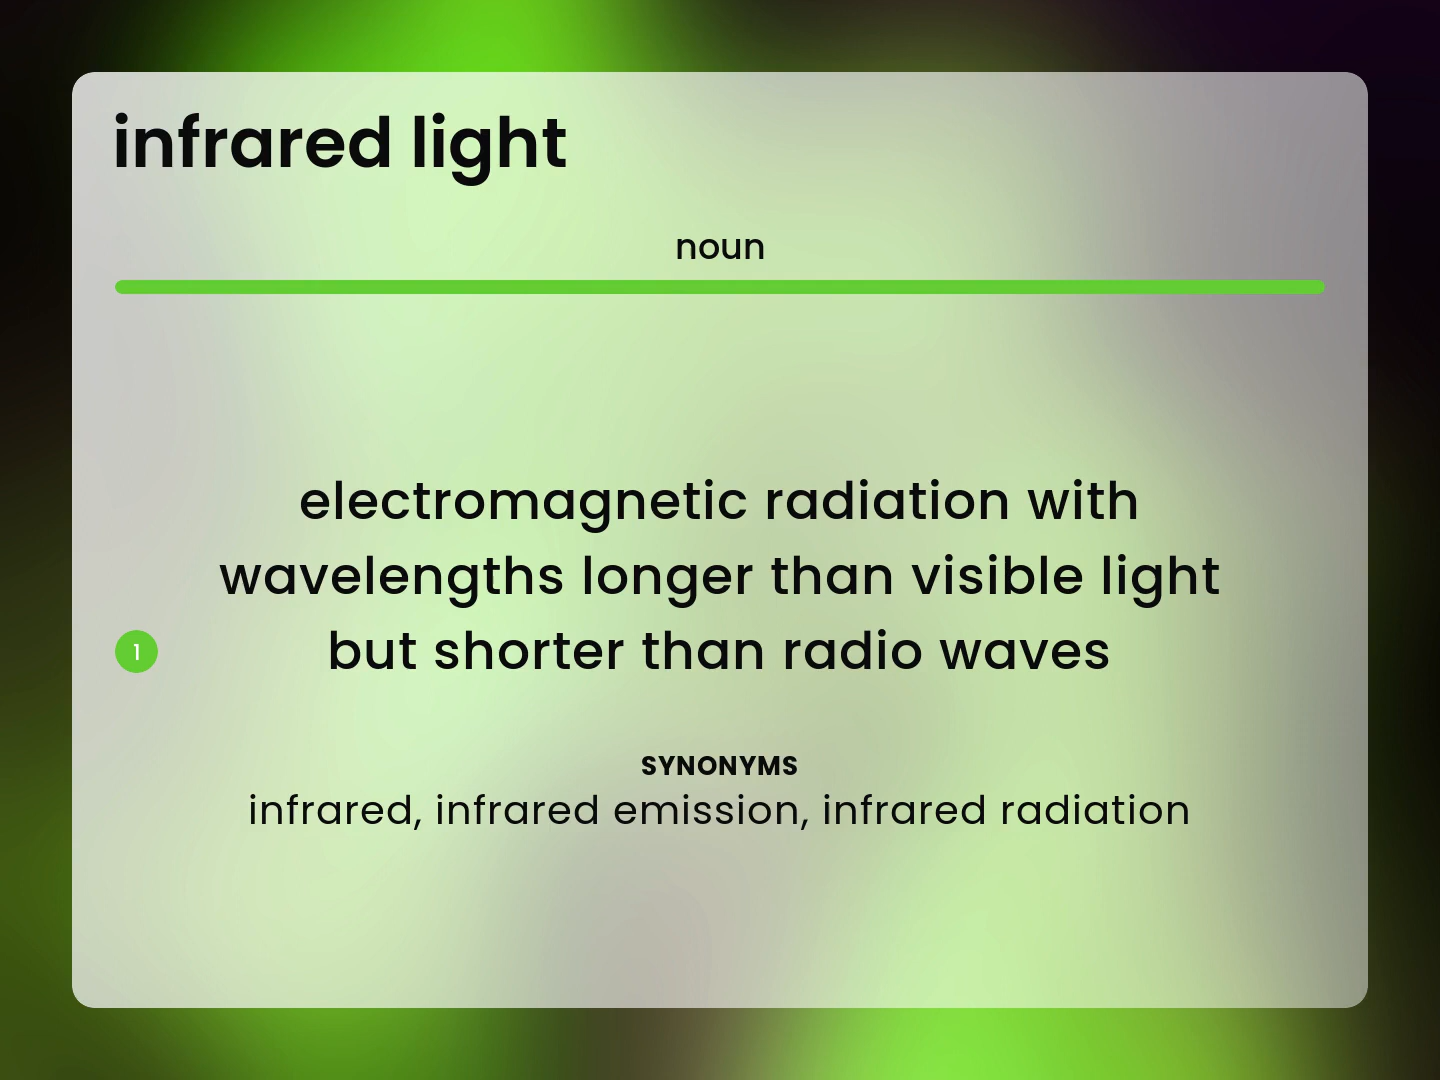 infrared light
noun
electromagnetic radiation with
wavelengths longer than visible light
1 but shorter than radio waves
SYNONYMS
infrared, infrared emission, infrared radiation